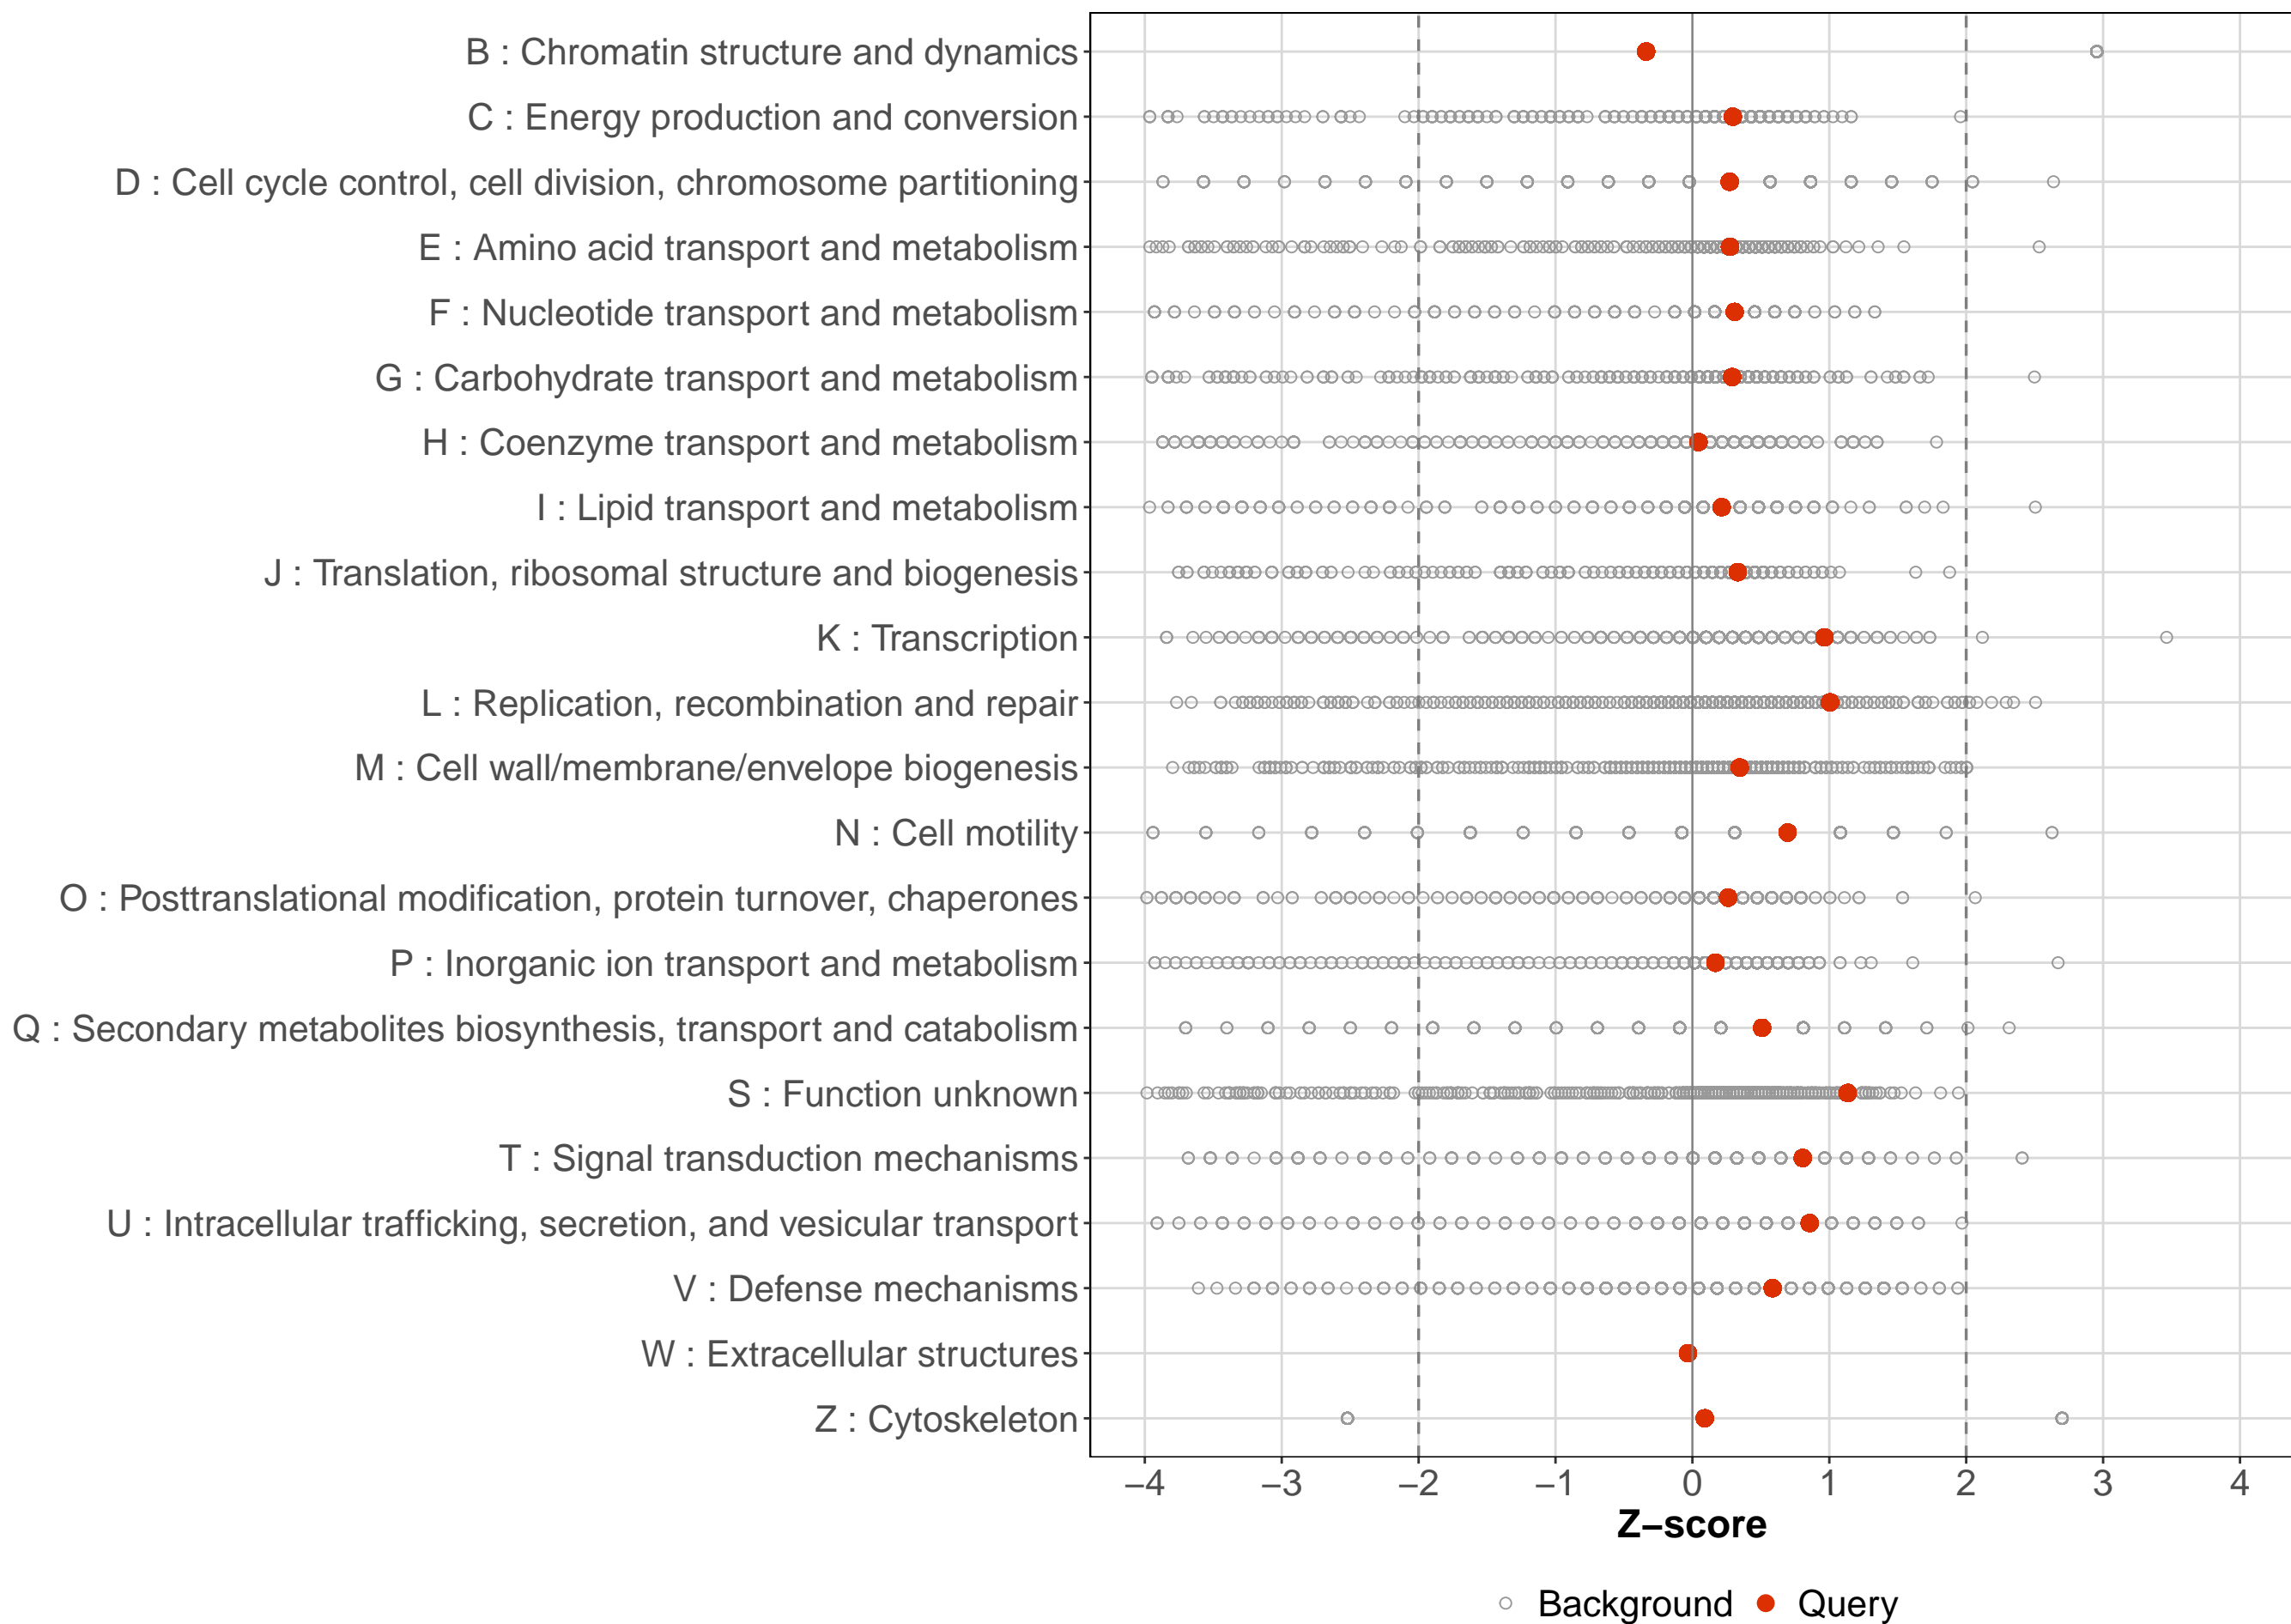 B : Chromatin structure and dynamics
C : Energy production and conversion
D : Cell cycle control, cell division, chromosome partitioning
E : Amino acid transport and metabolism
F : Nucleotide transport and metabolism
G : Carbohydrate transport and metabolism
H : Coenzyme transport and metabolism
I : Lipid transport and metabolism
J : Translation, ribosomal structure and biogenesis
K : Transcription
L : Replication, recombination and repair
M : Cell wall/membrane/envelope biogenesis
N : Cell motility
O : Posttranslational modification, protein turnover, chaperones
P : Inorganic ion transport and metabolism
Q : Secondary metabolites biosynthesis, transport and catabolism
S : Function unknown
T : Signal transduction mechanisms
U : Intracellular trafficking, secretion, and vesicular transport
V : Defense mechanisms
W : Extracellular structures
Z : Cytoskeleton
−4 −3 −2 −1 0 1 2 3 4
Z−score
Background Query